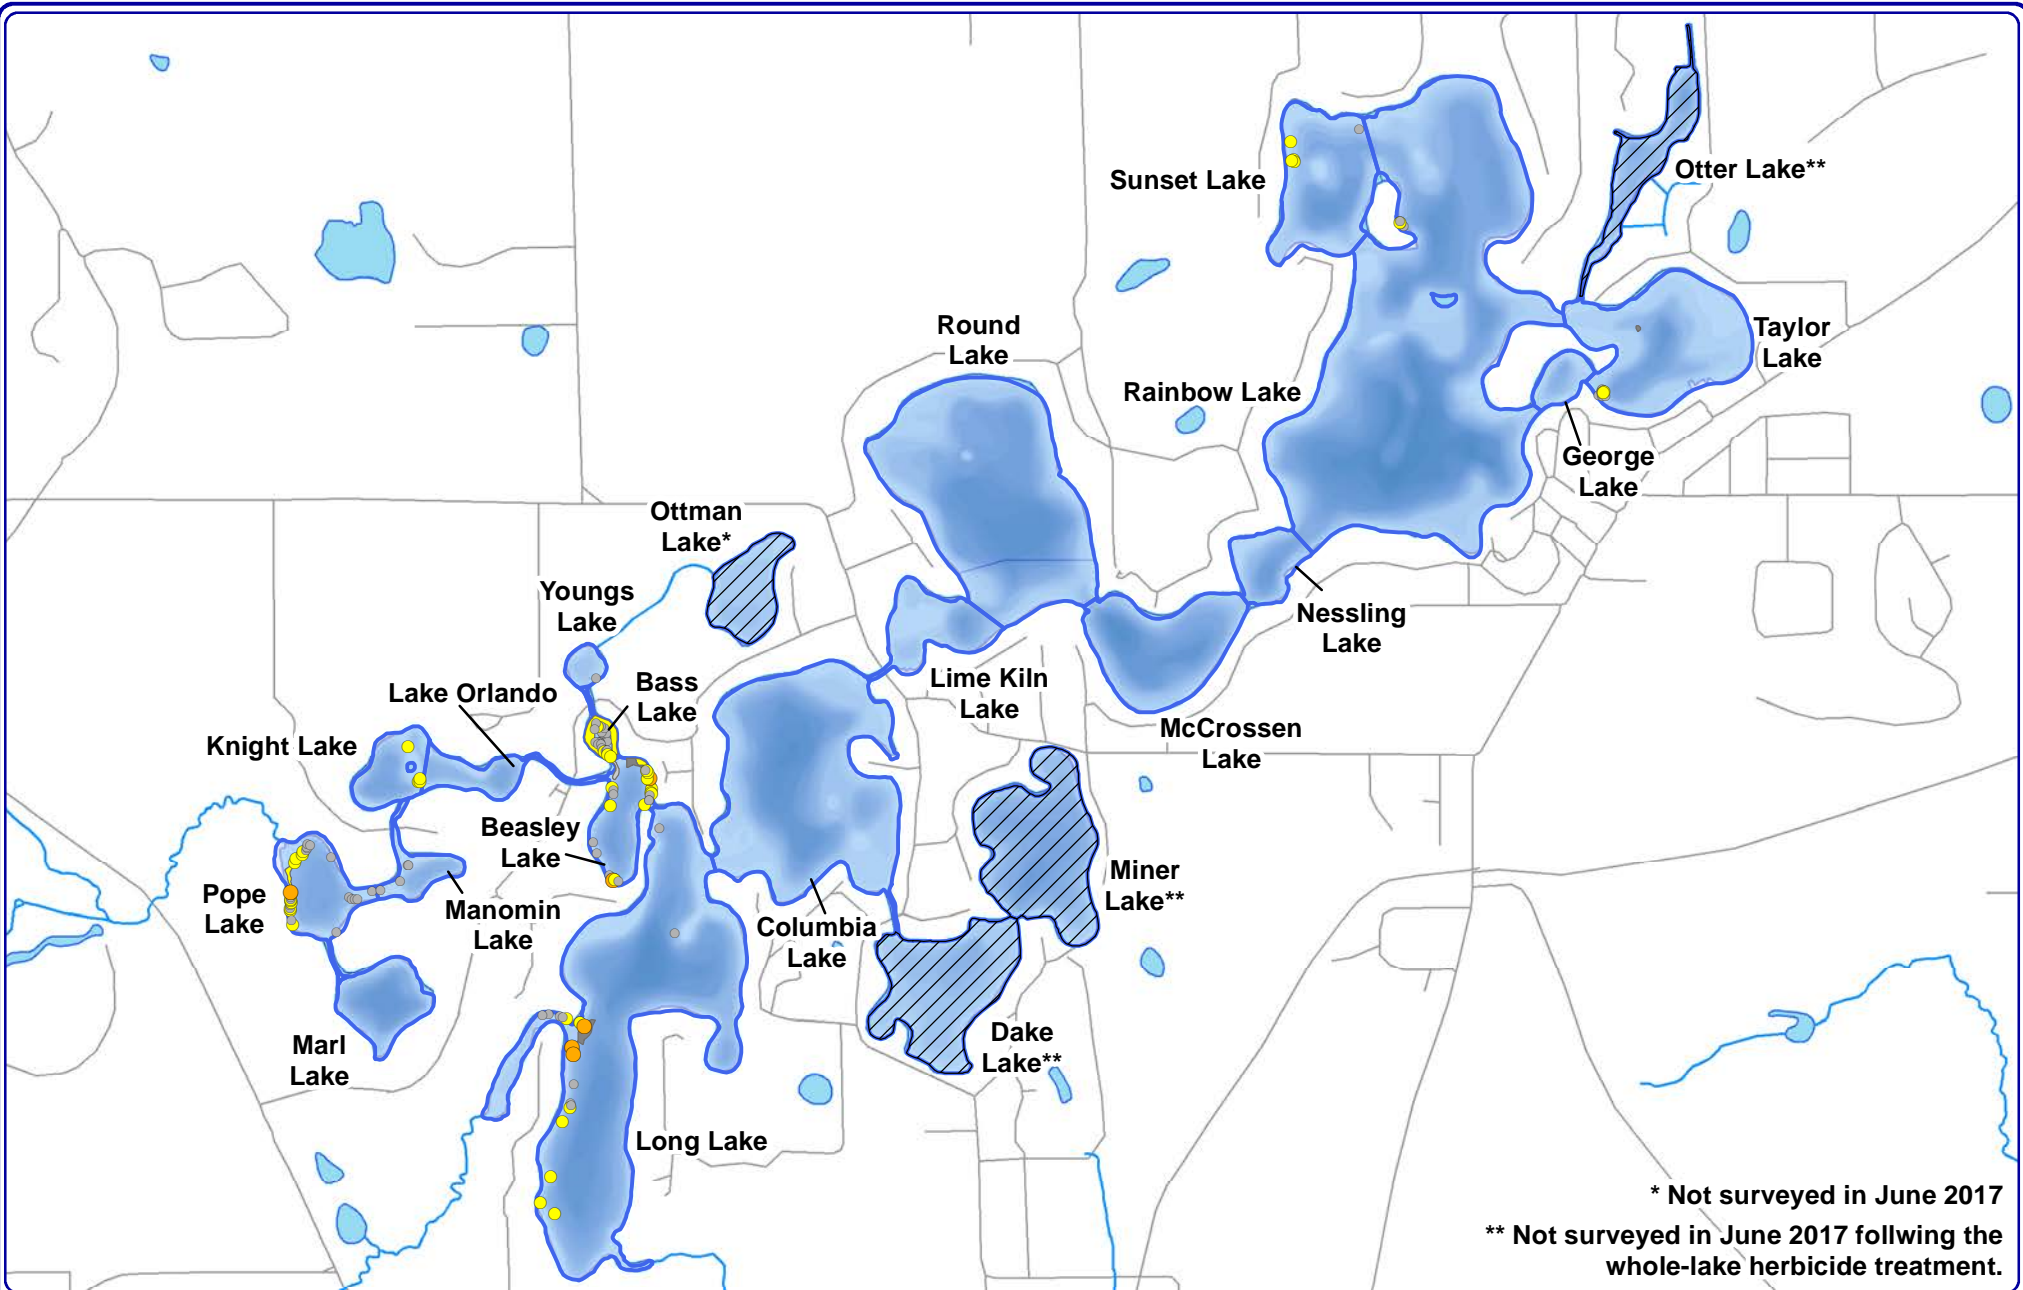 Sunset Lake
Otter Lake**
Round
Lake
Taylor
Lake
Rainbow Lake
George
Lake
Ottman
Lake*
Youngs
Lake
Nessling
Lake
Bass
Lake
Lake Orlando
Lime Kiln
Lake
McCrossen
Lake
Knight Lake
Beasley
Lake
Miner
Lake**
Pope
Lake
Manomin
Lake
Columbia
Lake
Marl
Lake
Dake
Lake**
Long Lake
* Not surveyed in June 2017
** Not surveyed in June 2017 follwing the
whole-lake herbicide treatment.